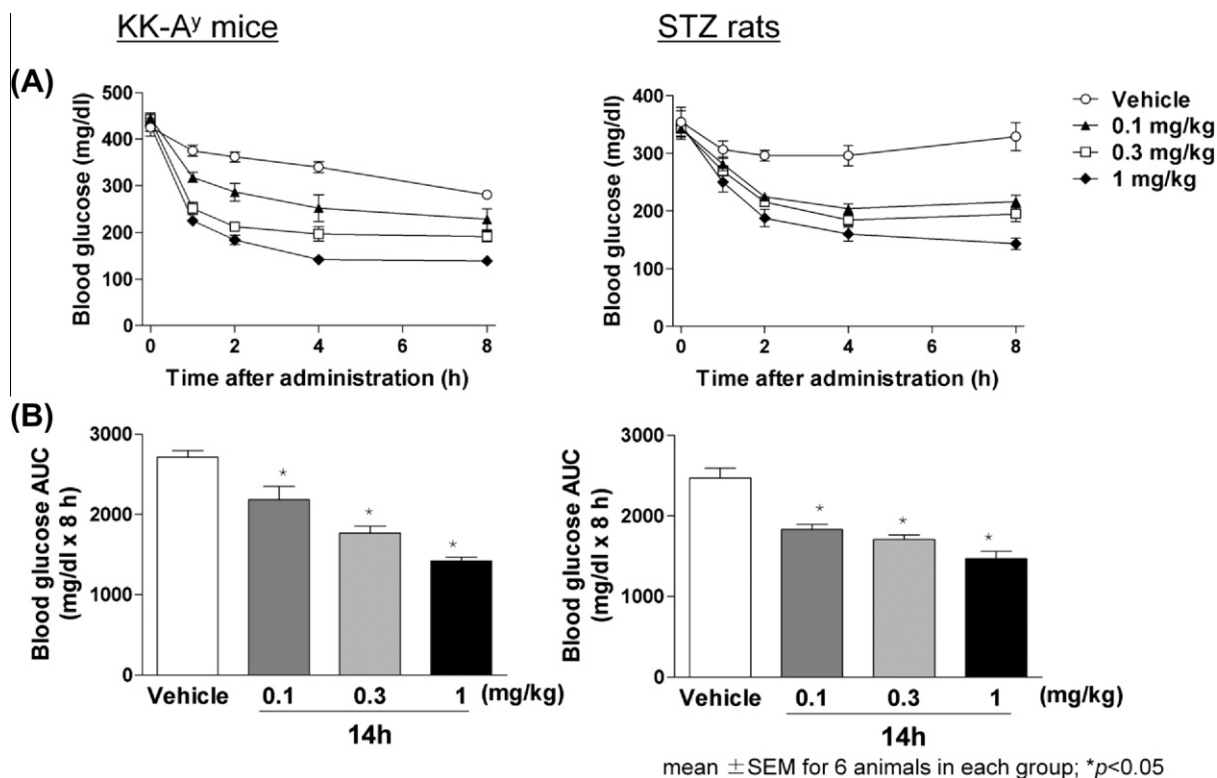 KK-Aʸ mice
STZ rats
(A)
Blood glucose (mg/dl)
500
400
300
200
100
0
0 2 4 6 8
Time after administration (h)
Blood glucose (mg/dl)
400
300
200
100
0
0 2 4 6 8
Time after administration (h)
Vehicle
0.1 mg/kg
0.3 mg/kg
1 mg/kg
(B)
Blood glucose AUC
(mg/dl x 8 h)
3000
2000
1000
0
* * *
Vehicle 0.1 0.3 1 (mg/kg)
14h
Blood glucose AUC
(mg/dl x 8 h)
3000
2000
1000
0
* * *
Vehicle 0.1 0.3 1 (mg/kg)
14h
mean ±SEM for 6 animals in each group; *p<0.05